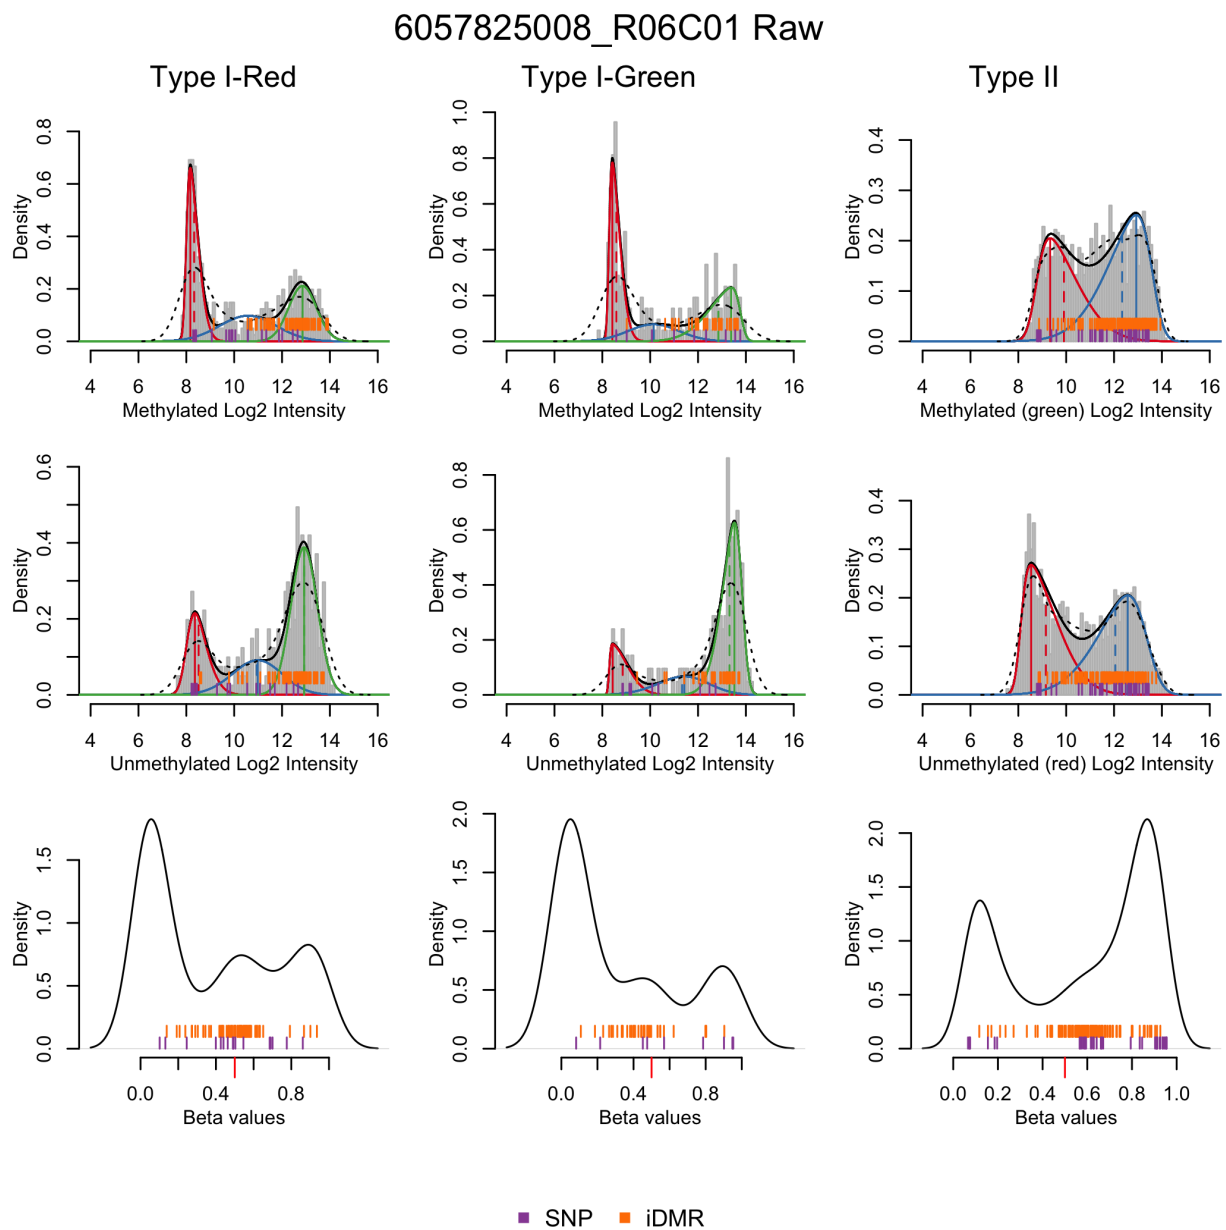 6057825008_R06C01 Raw
Type I-Red
Type I-Green
Type II
Density
0.0 0.2 0.4 0.6 0.8
4 6 8 10 12 14 16
Methylated Log2 Intensity
Density
0.0 0.2 0.4 0.6 0.8 1.0
4 6 8 10 12 14 16
Methylated Log2 Intensity
Density
0.0 0.1 0.2 0.3 0.4
4 6 8 10 12 14 16
Methylated (green) Log2 Intensity
Density
0.0 0.2 0.4 0.6
4 6 8 10 12 14 16
Unmethylated Log2 Intensity
Density
0.0 0.2 0.4 0.6 0.8
4 6 8 10 12 14 16
Unmethylated Log2 Intensity
Density
0.0 0.1 0.2 0.3 0.4
4 6 8 10 12 14 16
Unmethylated (red) Log2 Intensity
Density
0.0 0.5 1.0 1.5
0.0 0.4 0.8
Beta values
Density
0.0 0.5 1.0 1.5 2.0
0.0 0.4 0.8
Beta values
Density
0.0 0.5 1.0 1.5 2.0
0.0 0.2 0.4 0.6 0.8 1.0
Beta values
SNP iDMR